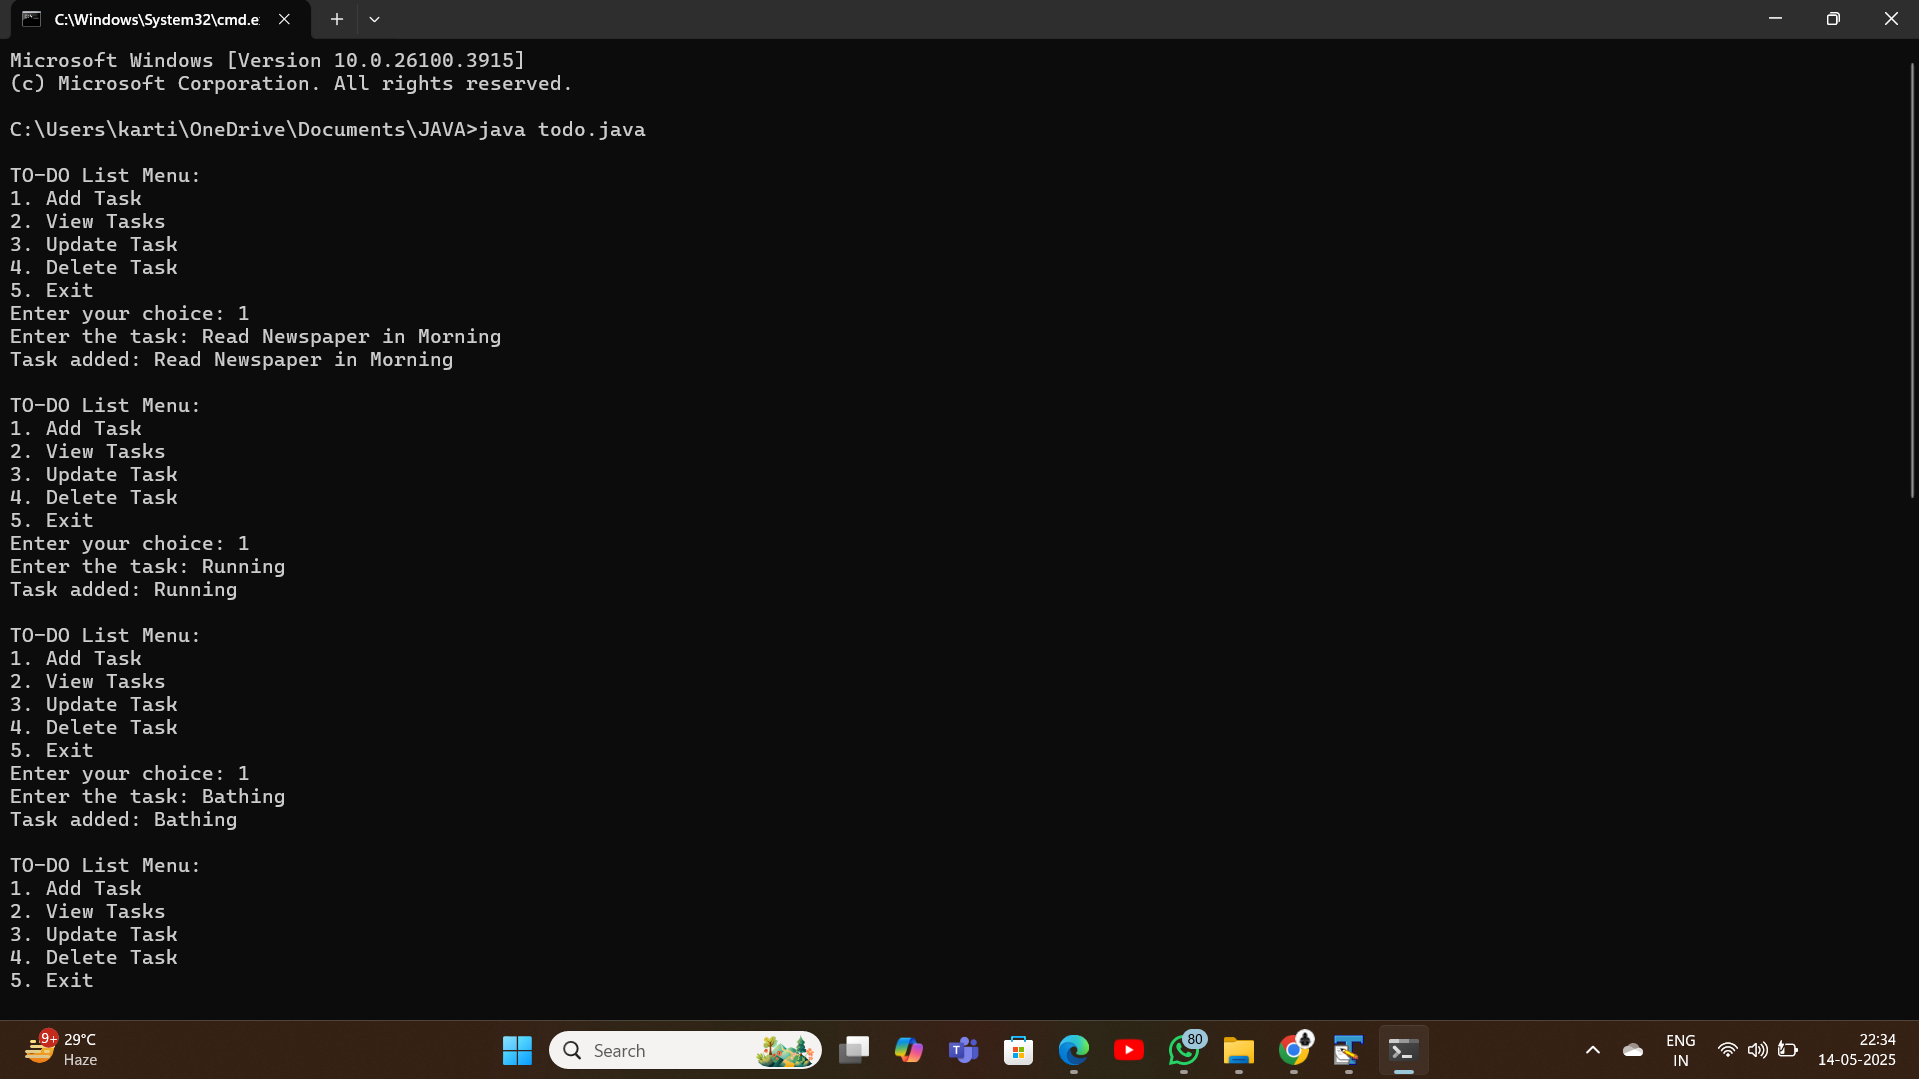 C:\Windows\System32\cmd.e
Microsoft Windows [Version 10.0.26100.3915]
(c) Microsoft Corporation. All rights reserved.
C:\Users\karti\OneDrive\Documents\JAVA>java todo.java
TO-DO List Menu:
1. Add Task
2. View Tasks
3. Update Task
4. Delete Task
5. Exit
Enter your choice: 1
Enter the task: Read Newspaper in Morning
Task added: Read Newspaper in Morning
TO-DO List Menu:
1. Add Task
2. View Tasks
3. Update Task
4. Delete Task
5. Exit
Enter your choice: 1
Enter the task: Running
Task added: Running
TO-DO List Menu:
1. Add Task
2. View Tasks
3. Update Task
4. Delete Task
5. Exit
Enter your choice: 1
Enter the task: Bathing
Task added: Bathing
TO-DO List Menu:
1. Add Task
2. View Tasks
3. Update Task
4. Delete Task
5. Exit
9+
29°C
Haze
Search
80
ENG
IN
22:34
14-05-2025